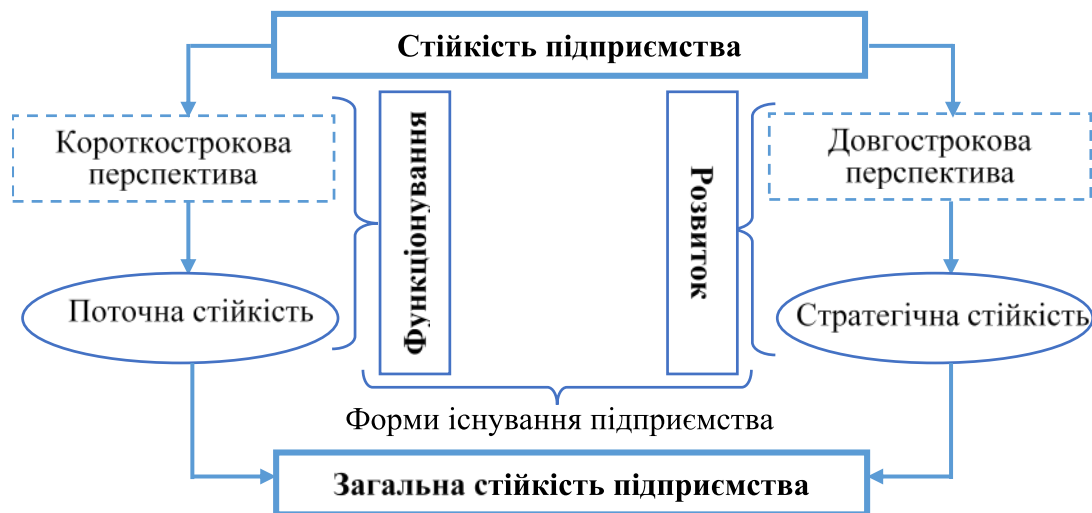 Стійкість підприємства
Короткострокова
перспектива
Функціонування
Розвиток
Довгострокова
перспектива
Поточна стійкість
Стратегічна стійкість
Форми існування підприємства
Загальна стійкість підприємства